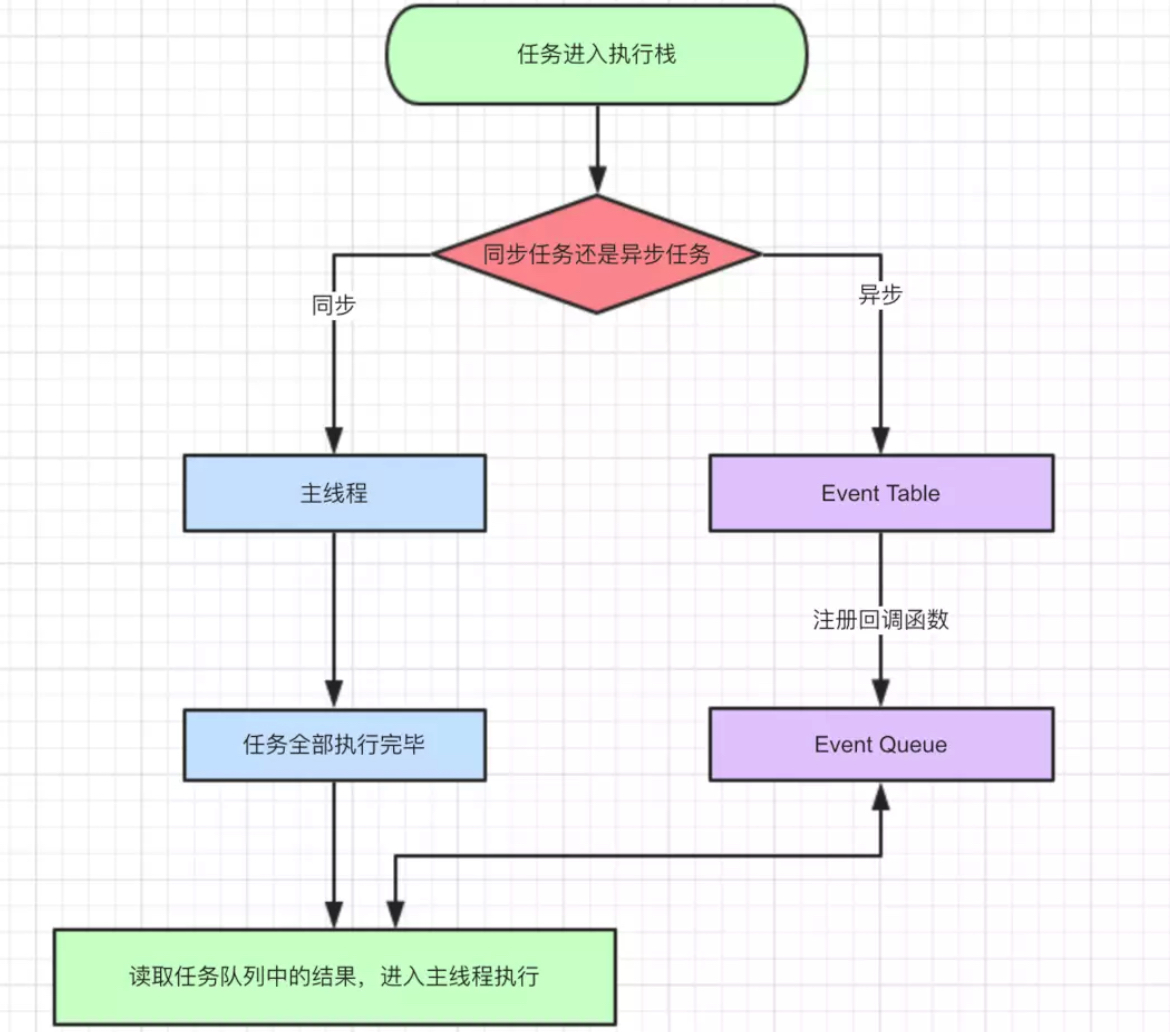 任务进入执行栈
同步任务还是异步任务
同步
异步
主线程
Event Table
注册回调函数
任务全部执行完毕
Event Queue
读取任务队列中的结果，进入主线程执行